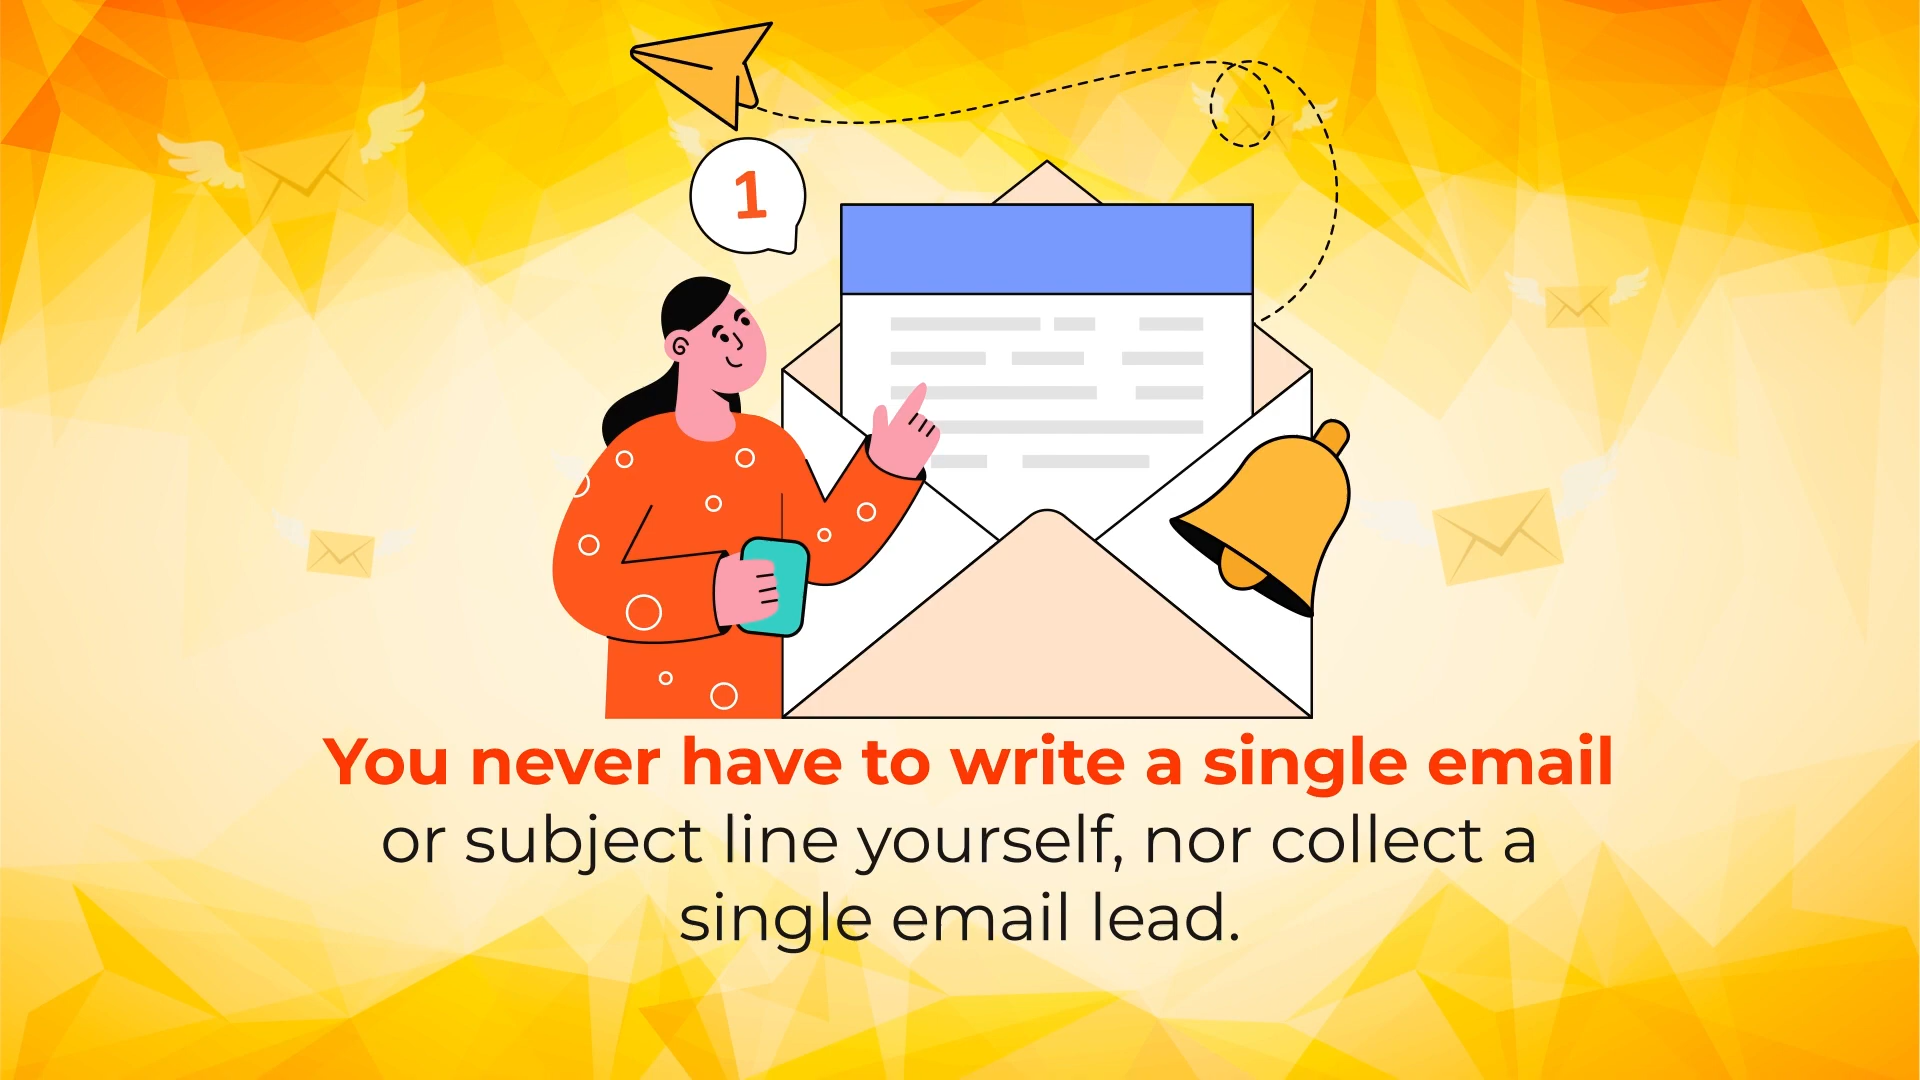 1
You never have to write a single email
or subject line yourself, nor collect a
single email lead.